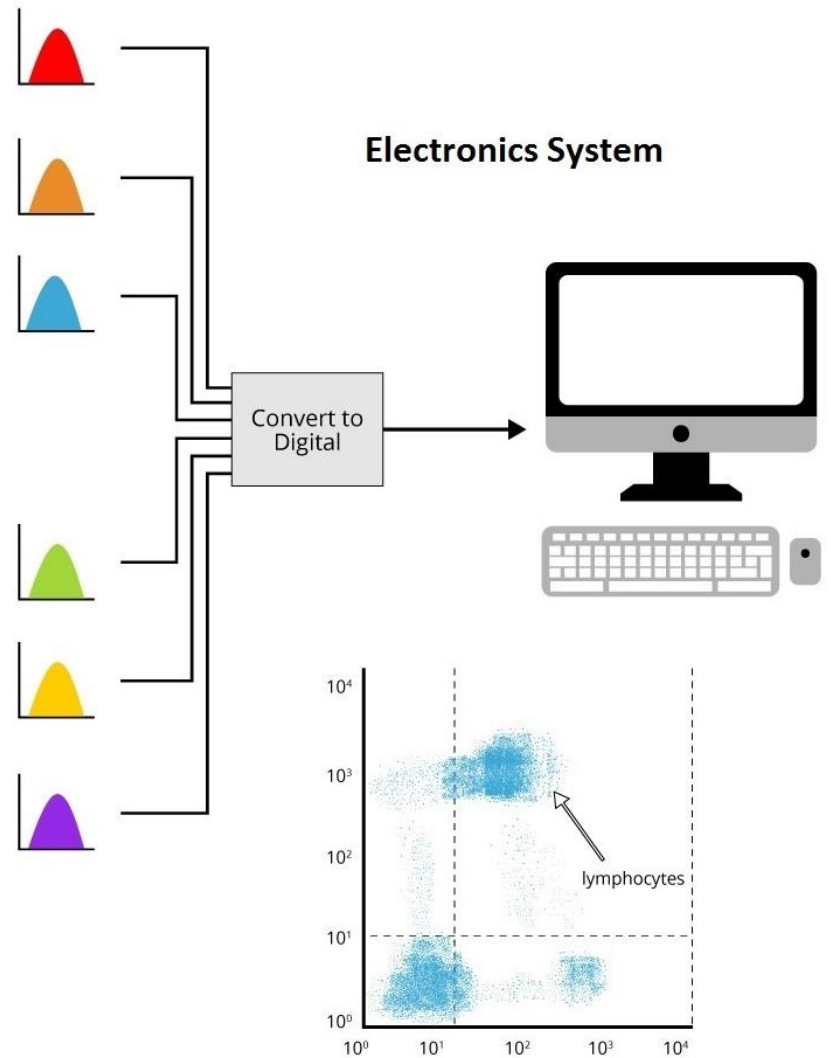 Electronics System
Convert to
Digital
10⁴
10³
10²
10¹
10⁰
lymphocytes
10⁰ 10¹ 10² 10³ 10⁴